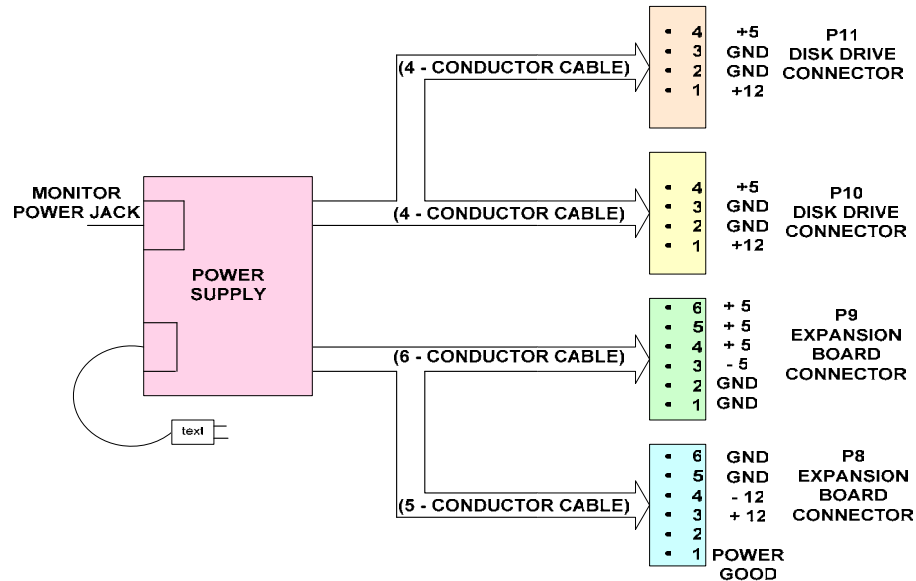 4 +5
3 GND
2 GND
1 +12
P11
DISK DRIVE
CONNECTOR
(4 - CONDUCTOR CABLE)
MONITOR
POWER JACK
4 +5
3 GND
2 GND
1 +12
P10
DISK DRIVE
CONNECTOR
(4 - CONDUCTOR CABLE)
POWER
SUPPLY
6 + 5
5 + 5
4 + 5
3 - 5
2 GND
1 GND
P9
EXPANSION
BOARD
CONNECTOR
(6 - CONDUCTOR CABLE)
text
6 GND
5 GND
4 - 12
3 + 12
2
1 POWER
GOOD
P8
EXPANSION
BOARD
CONNECTOR
(5 - CONDUCTOR CABLE)